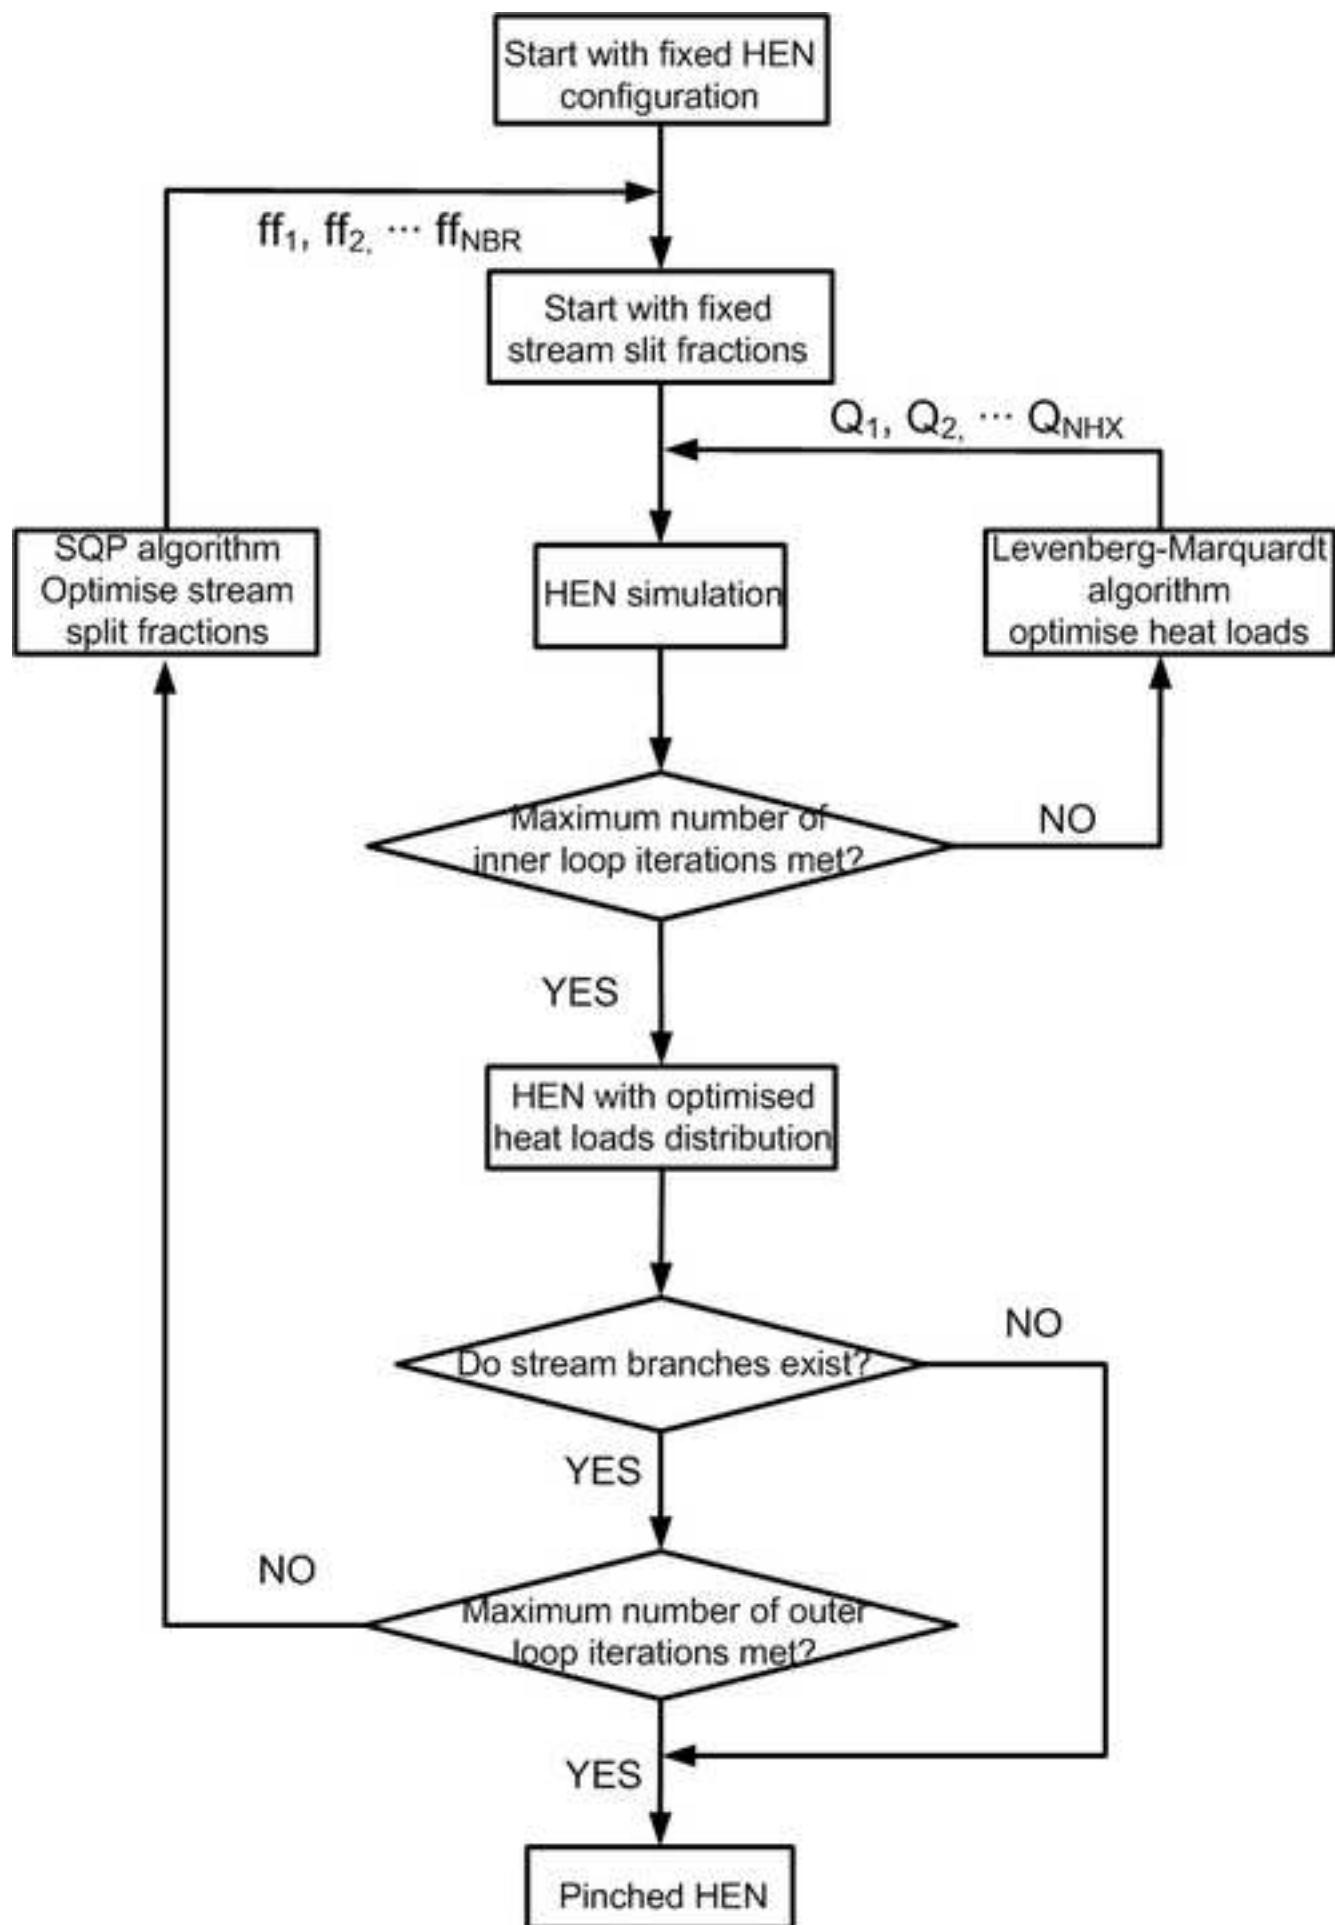 Start with fixed HEN
configuration
ff₁, ff₂, ··· ff_NBR
Start with fixed
stream slit fractions
Q₁, Q₂, ··· Q_NHX
SQP algorithm
Optimise stream
split fractions
HEN simulation
Levenberg-Marquardt
algorithm
optimise heat loads
Maximum number of
inner loop iterations met?
NO
YES
HEN with optimised
heat loads distribution
Do stream branches exist?
NO
YES
NO
Maximum number of outer
loop iterations met?
YES
Pinched HEN